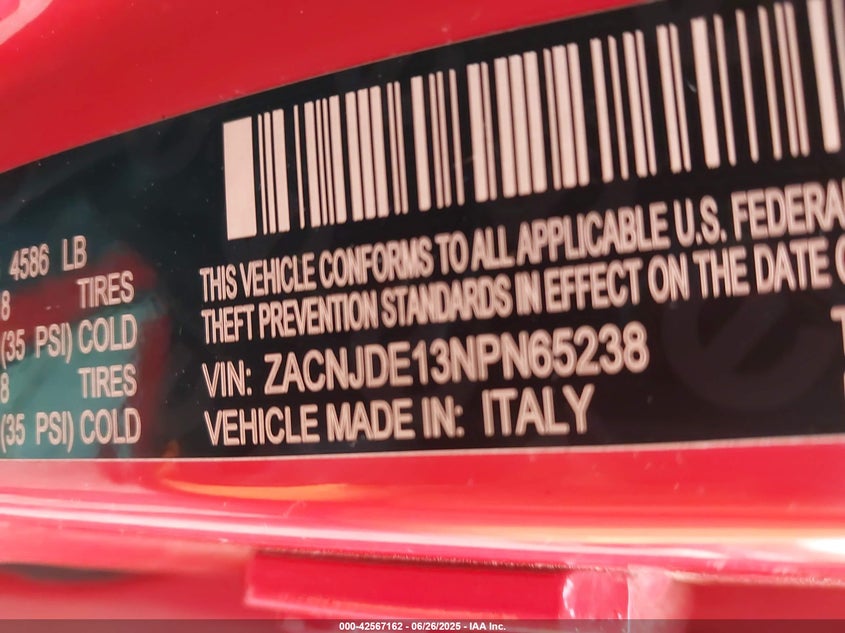 4586 LB
8 TIRES
(35 PSI) COLD
8 TIRES
(35 PSI) COLD
THIS VEHICLE CONFORMS TO ALL APPLICABLE U.S. FEDERA
THEFT PREVENTION STANDARDS IN EFFECT ON THE DATE
VIN: ZACNJDE13NPN65238
VEHICLE MADE IN: ITALY
000-42567162 - 06/26/2025 - IAA Inc.